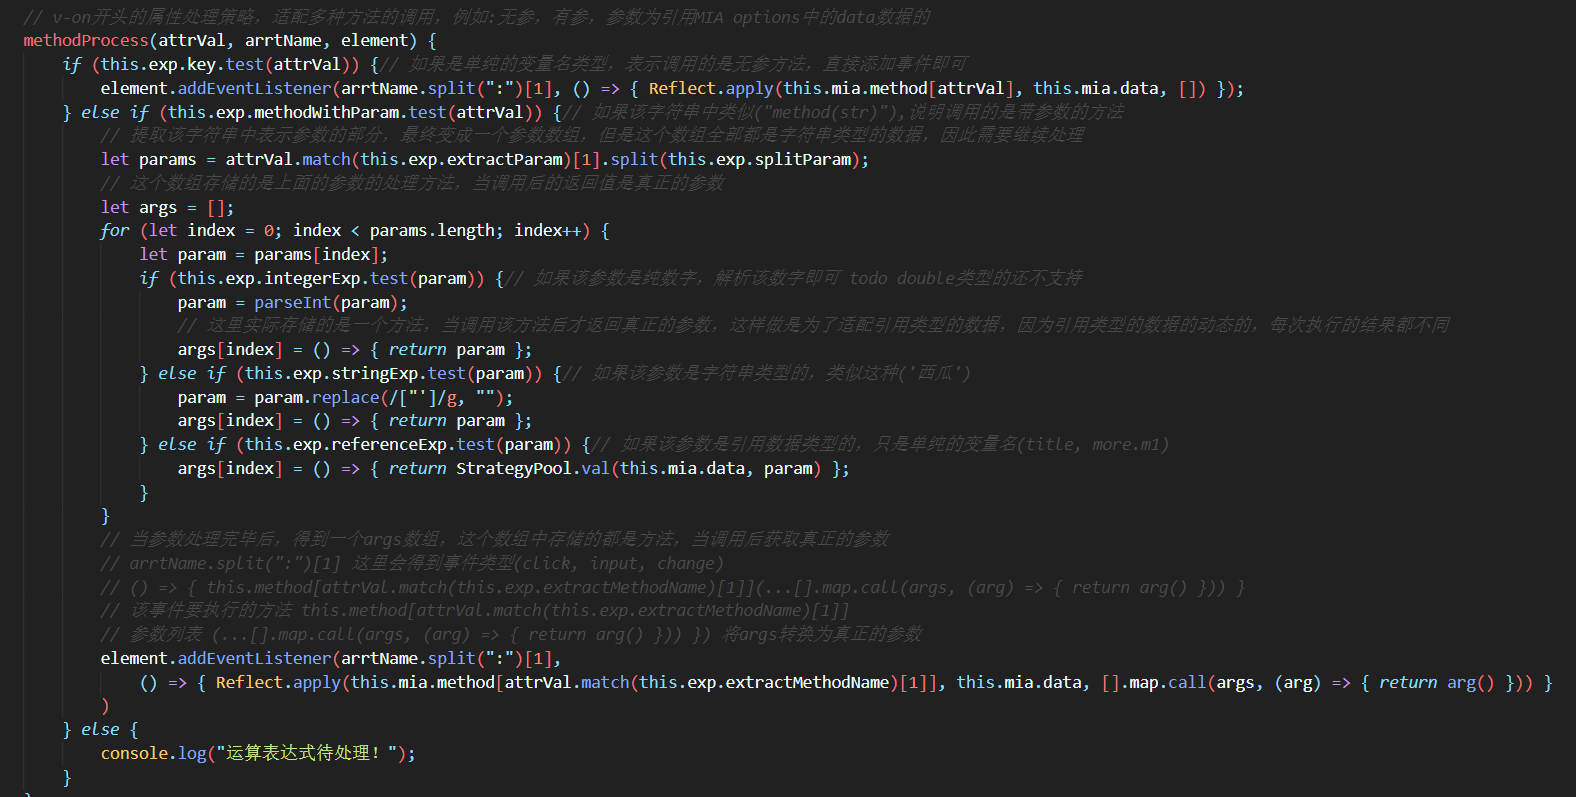 // v-on开头的属性处理策略，适配多种方法的调用，例如:无参，有参，参数为引用MIA options中的data数据的
methodProcess(attrVal, arrtName, element) {
if (this.exp.key.test(attrVal)) {// 如果是单纯的变量名类型，表示调用的是无参方法，直接添加事件即可
element.addEventListener(arrtName.split(":")[1], () => { Reflect.apply(this.mia.method[attrVal], this.mia.data, []) });
} else if (this.exp.methodWithParam.test(attrVal)) {// 如果该字符串中类似("method(str)"),说明调用的是带参数的方法
// 提取该字符串中表示参数的部分，最终变成一个参数数组，但是这个数组全部都是字符串类型的数据，因此需要继续处理
let params = attrVal.match(this.exp.extractParam)[1].split(this.exp.splitParam);
// 这个数组存储的是上面的参数的处理方法，当调用后的返回值是真正的参数
let args = [];
for (let index = 0; index < params.length; index++) {
let param = params[index];
if (this.exp.integerExp.test(param)) {// 如果该参数是纯数字，解析该数字即可 todo double类型的还不支持
param = parseInt(param);
// 这里实际存储的是一个方法，当调用该方法后才返回真正的参数，这样做是为了适配引用类型的数据，因为引用类型的数据的动态的，每次执行的结果都不同
args[index] = () => { return param };
} else if (this.exp.stringExp.test(param)) {// 如果该参数是字符串类型的，类似这种('西瓜')
param = param.replace(/["']/g, "");
args[index] = () => { return param };
} else if (this.exp.referenceExp.test(param)) {// 如果该参数是引用数据类型的，只是单纯的变量名(title, more.m1)
args[index] = () => { return StrategyPool.val(this.mia.data, param) };
}
}
// 当参数处理完毕后，得到一个args数组，这个数组中存储的都是方法，当调用后获取真正的参数
// arrtName.split(":")[1] 这里会得到事件类型(click, input, change)
// () => { this.method[attrVal.match(this.exp.extractMethodName)[1]](...[].map.call(args, (arg) => { return arg() })) }
// 该事件要执行的方法 this.method[attrVal.match(this.exp.extractMethodName)[1]]
// 参数列表 (...[].map.call(args, (arg) => { return arg() })) }) 将args转换为真正的参数
element.addEventListener(arrtName.split(":")[1],
() => { Reflect.apply(this.mia.method[attrVal.match(this.exp.extractMethodName)[1]], this.mia.data, [].map.call(args, (arg) => { return arg() })) }
)
} else {
console.log("运算表达式待处理！");
}